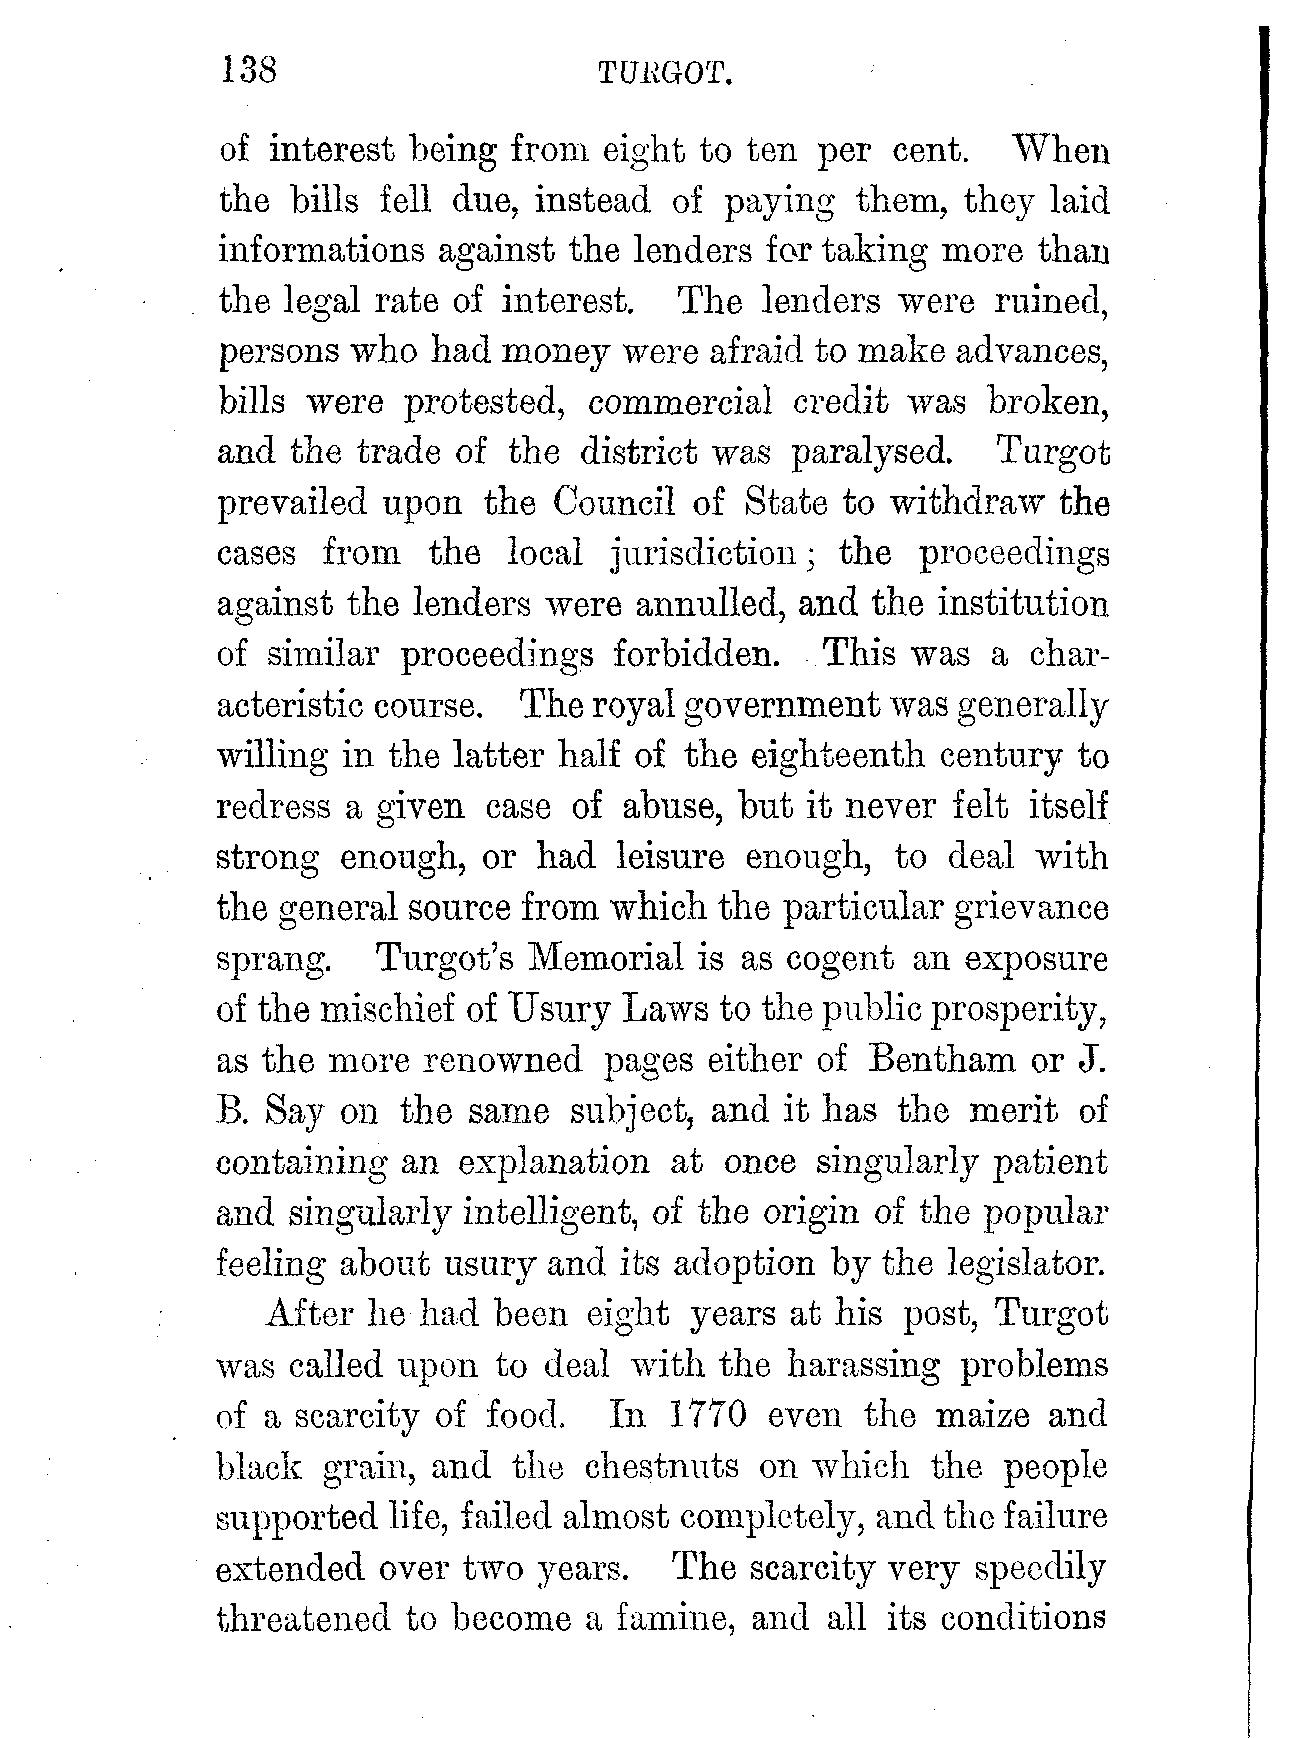 138 TURGOT.
of interest being from eight to ten per cent. When
the bills fell due, instead of paying them, they laid
informations against the lenders for taking more than
the legal rate of interest. The lenders were ruined,
persons who had money were afraid to make advances,
bills were protested, commercial credit was broken,
and the trade of the district was paralysed. Turgot
prevailed upon the Council of State to withdraw the
cases from the local jurisdiction; the proceedings
against the lenders were annulled, and the institution
of similar proceedings forbidden. This was a char-
acteristic course. The royal government was generally
willing in the latter half of the eighteenth century to
redress a given case of abuse, but it never felt itself
strong enough, or had leisure enough, to deal with
the general source from which the particular grievance
sprang. Turgot's Memorial is as cogent an exposure
of the mischief of Usury Laws to the public prosperity,
as the more renowned pages either of Bentham or J.
B. Say on the same subject, and it has the merit of
containing an explanation at once singularly patient
and singularly intelligent, of the origin of the popular
feeling about usury and its adoption by the legislator.
After he had been eight years at his post, Turgot
was called upon to deal with the harassing problems
of a scarcity of food. In 1770 even the maize and
black grain, and the chestnuts on which the people
supported life, failed almost completely, and the failure
extended over two years. The scarcity very speedily
threatened to become a famine, and all its conditions